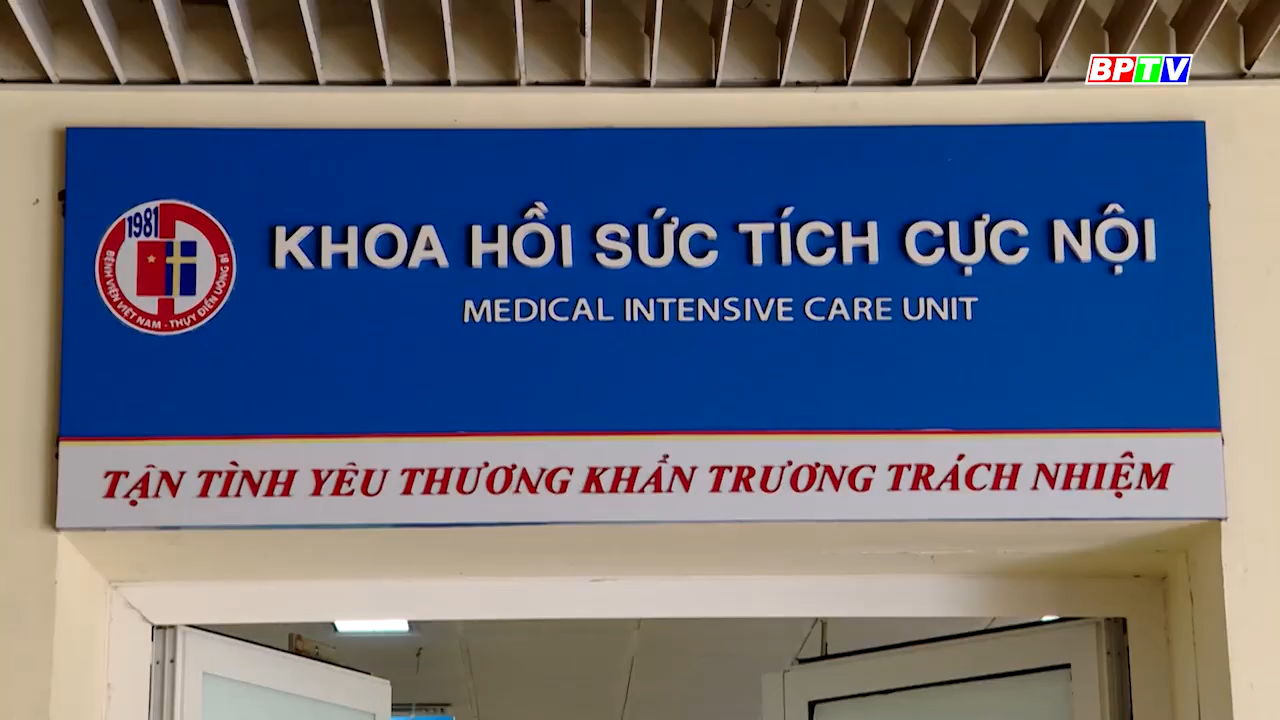 BPTV
1981
BỆNH VIỆN VIỆT NAM - THỤY ĐIỂN UÔNG BÍ
KHOA HỒI SỨC TÍCH CỰC NỘI
MEDICAL INTENSIVE CARE UNIT
TẬN TÌNH YÊU THƯƠNG KHẨN TRƯƠNG TRÁCH NHIỆM